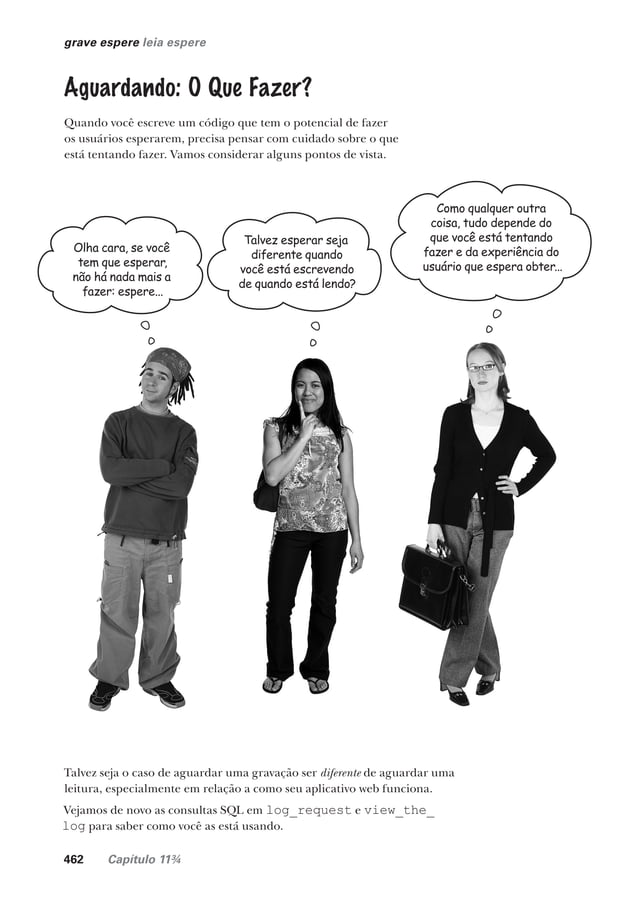 grave espere leia espere
Aguardando: O Que Fazer?
Quando você escreve um código que tem o potencial de fazer
os usuários esperarem, precisa pensar com cuidado sobre o que
está tentando fazer. Vamos considerar alguns pontos de vista.
Olha cara, se você
tem que esperar,
não há nada mais a
fazer: espere...
Talvez esperar seja
diferente quando
você está escrevendo
de quando está lendo?
Como qualquer outra
coisa, tudo depende do
que você está tentando
fazer e da experiência do
usuário que espera obter...
Talvez seja o caso de aguardar uma gravação ser diferente de aguardar uma
leitura, especialmente em relação a como seu aplicativo web funciona.
Vejamos de novo as consultas SQL em log_request e view_the_
log para saber como você as está usando.
462 Capítulo 11¾